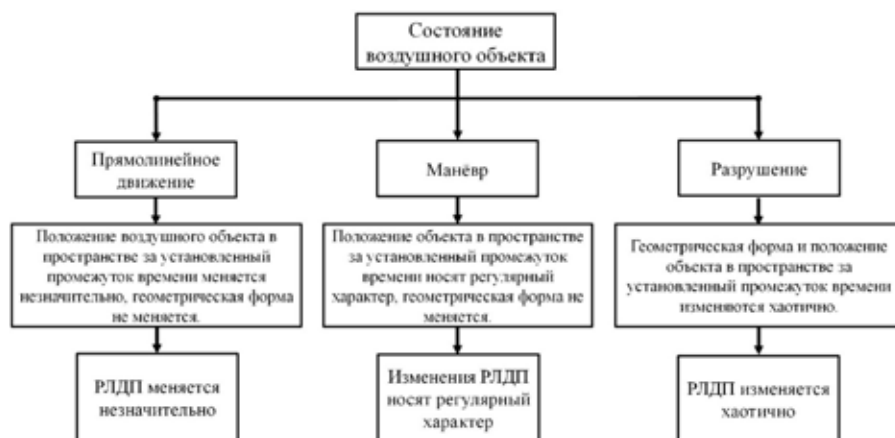 Состояние
воздушного объекта
Прямолинейное
движение
Манёвр
Разрушение
Положение воздушного объекта в
пространстве за установленный
промежуток времени меняется
незначительно, геометрическая форма
не меняется.
Положение объекта в пространстве
за установленный промежуток
времени носят регулярный
характер, геометрическая форма не
меняется.
Геометрическая форма и положение
объекта в пространстве за
установленный промежуток времени
изменяются хаотично.
РЛДП меняется
незначительно
Изменения РЛДП
носят регулярный
характер
РЛДП изменяется
хаотично